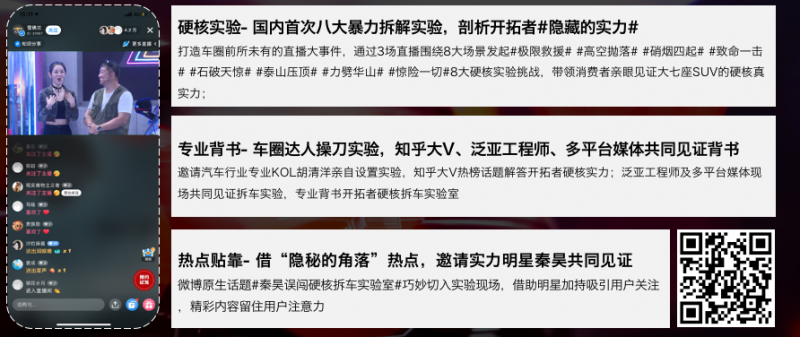 关注
知识分享
更多直播
硬核实验- 国内首次八大暴力拆解实验，剖析开拓者#隐藏的实力#
打造车圈前所未有的直播大事件，通过3场直播围绕8大场景发起#极限救援# #高空抛落# #硝烟四起# #致命一击
# #石破天惊# #泰山压顶# #力劈华山# #惊险一切#8大硬核实验挑战，带领消费者亲眼见证大七座SUV的硬核真
实力；
专业背书- 车圈达人操刀实验，知乎大V、泛亚工程师、多平台媒体共同见证背书
邀请汽车行业专业KOL胡清洋亲自设置实验，知乎大V热榜话题解答开拓者硬核实力；泛亚工程师及多平台媒体现
场共同见证拆车实验，专业背书开拓者硬核拆车实验室
热点贴靠- 借“隐秘的角落”热点，邀请实力明星秦昊共同见证
微博原生话题#秦昊误闯硬核拆车实验室#巧妙切入实验现场，借助明星加持吸引用户关注
，精彩内容留住用户注意力